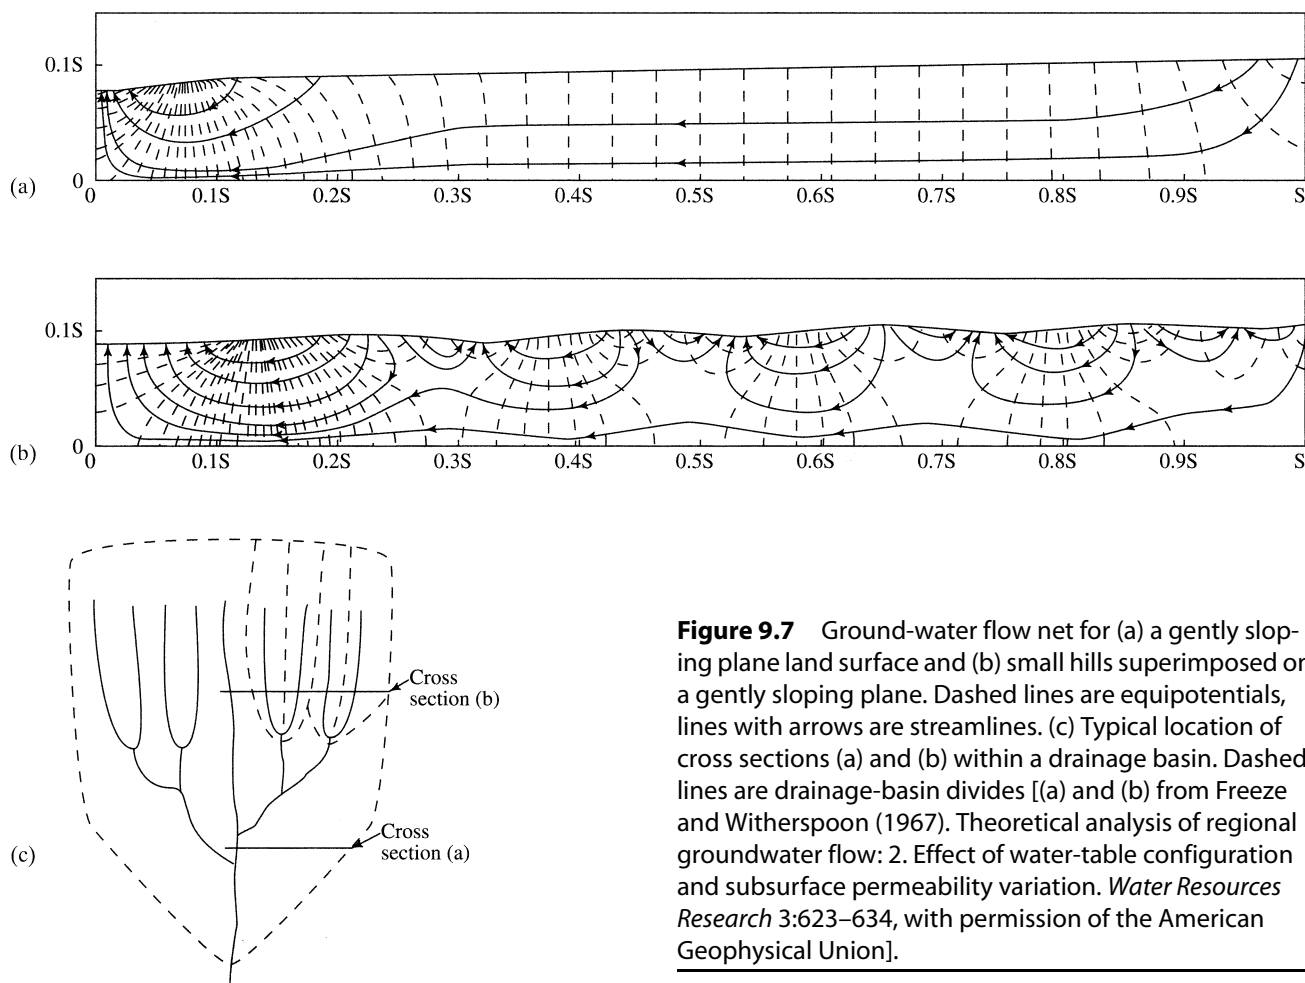 0.1S
0
(a)
0 0.1S 0.2S 0.3S 0.4S 0.5S 0.6S 0.7S 0.8S 0.9S S
0.1S
0
(b)
0 0.1S 0.2S 0.3S 0.4S 0.5S 0.6S 0.7S 0.8S 0.9S S
Cross
section (b)
Cross
section (a)
(c)
Figure 9.7 Ground-water flow net for (a) a gently slop-
ing plane land surface and (b) small hills superimposed on
a gently sloping plane. Dashed lines are equipotentials,
lines with arrows are streamlines. (c) Typical location of
cross sections (a) and (b) within a drainage basin. Dashed
lines are drainage-basin divides [(a) and (b) from Freeze
and Witherspoon (1967). Theoretical analysis of regional
groundwater flow: 2. Effect of water-table configuration
and subsurface permeability variation. Water Resources
Research 3:623–634, with permission of the American
Geophysical Union].